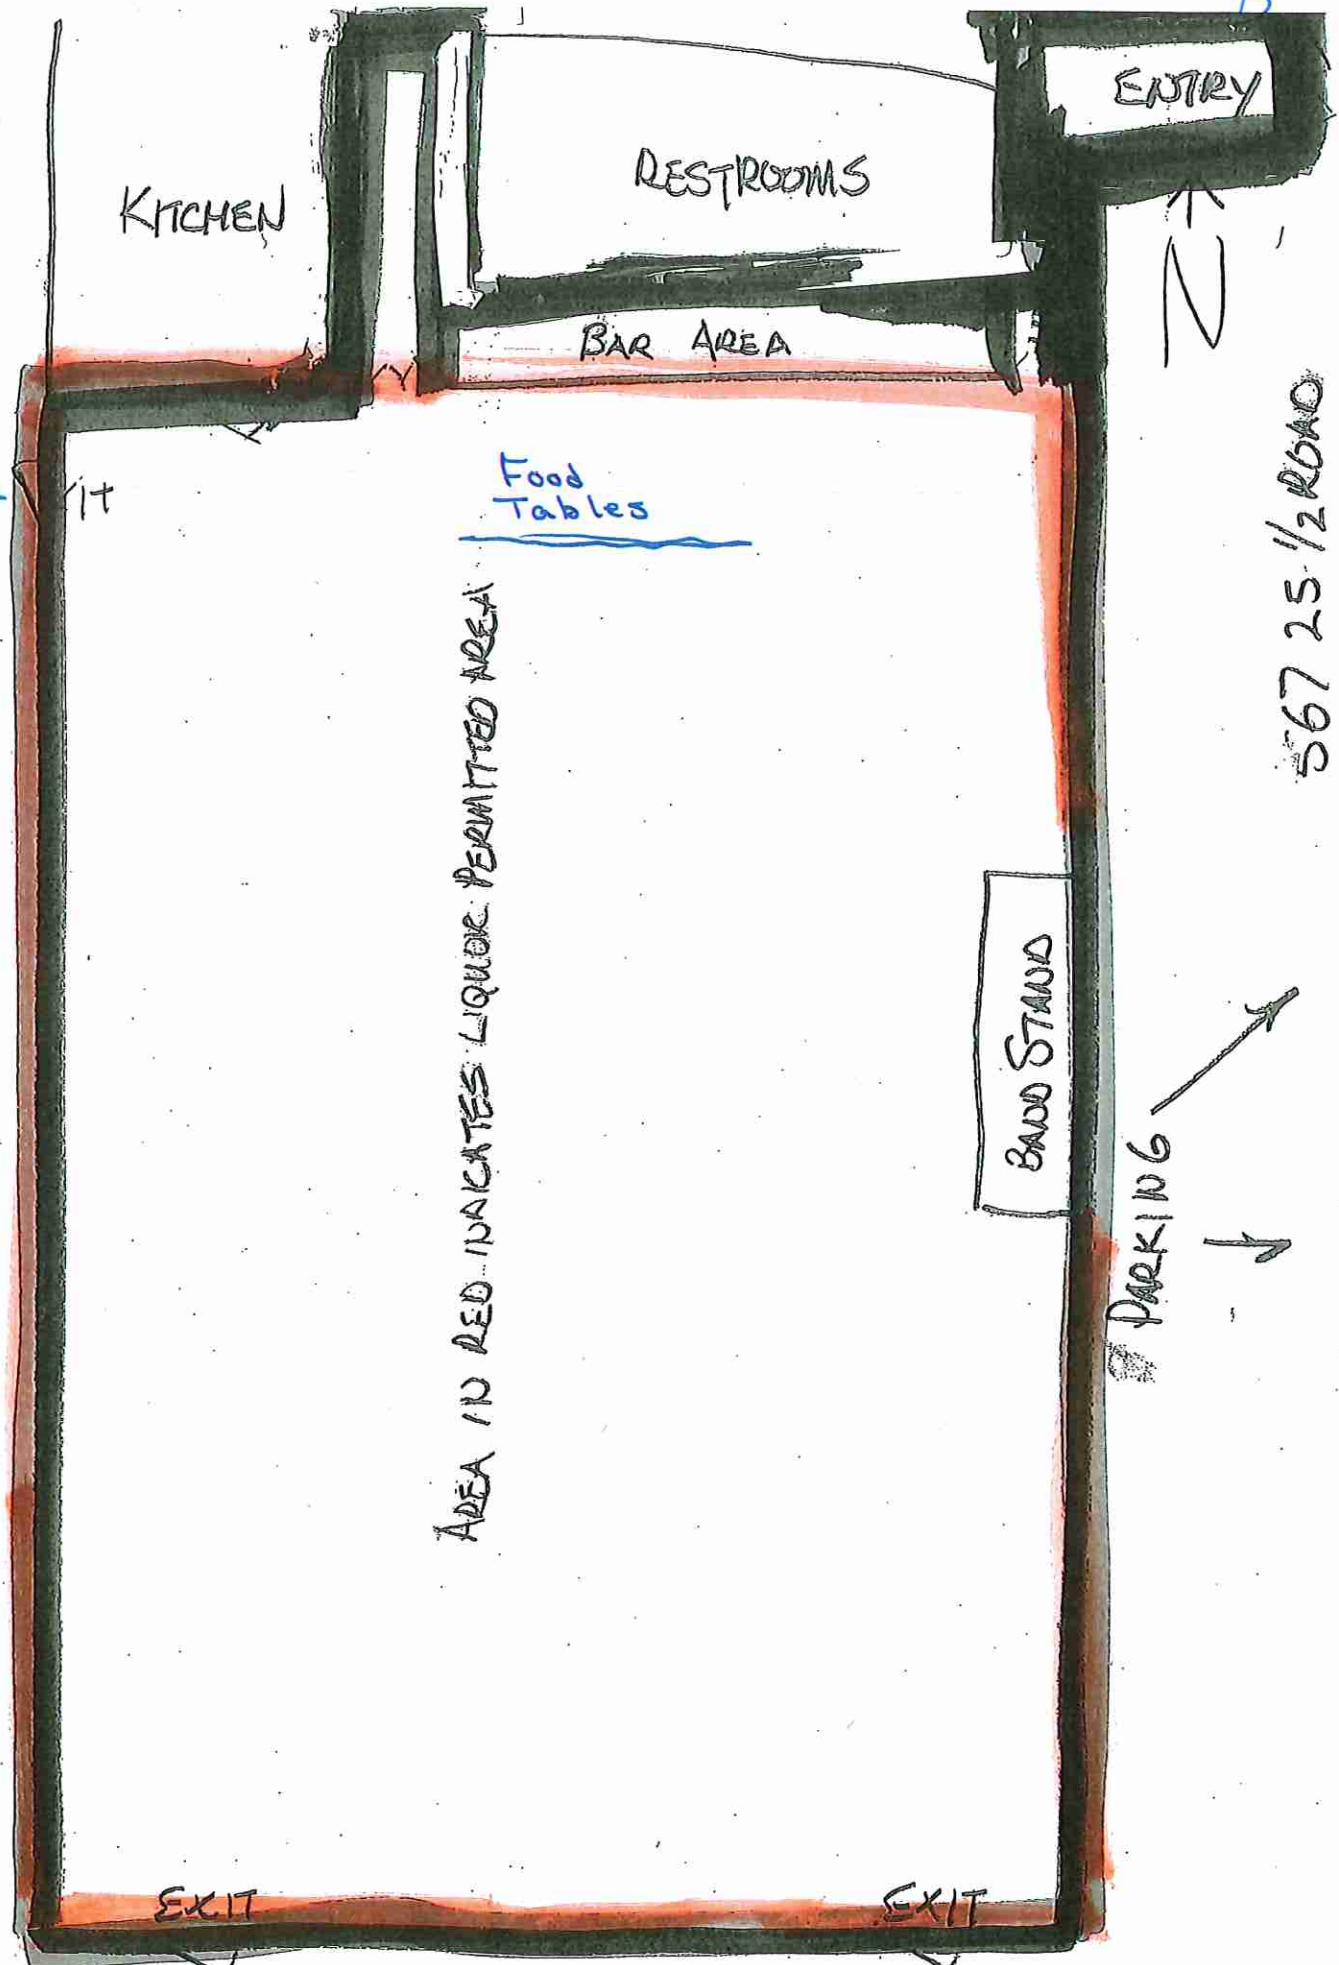 ENTRY
RESTROOMS
KITCHEN
N
BAR AREA
Food
Tables
567 25 1/2 ROAD
AREA IN RED INDICATES LIQUOR PERMITTED AREA
BAND STAND
PARKING
EXIT
EXIT